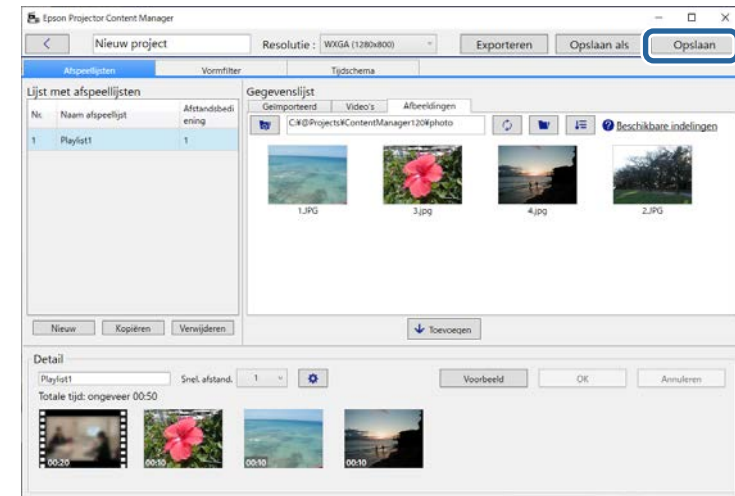 Epson Projector Content Manager
Nieuw project Resolutie : WXGA (1280x800) Exporteren Opslaan als Opslaan
Afspeellijsten Vormfilter Tijdschema
Lijst met afspeellijsten Gegevenslijst
Geïmporteerd Video's Afbeeldingen
Nr. Naam afspeellijst Afstandsbediening
C:¥@Projects¥ContentManager120¥photo Beschikbare indelingen
1 Playlist1 1
1.JPG 3.jpg 4.jpg 2.JPG
Nieuw Kopiëren Verwijderen Toevoegen
Detail
Playlist1 Snel. afstand. 1 Voorbeeld OK Annuleren
Totale tijd: ongeveer 00:50
00:20 00:10 00:10 00:10